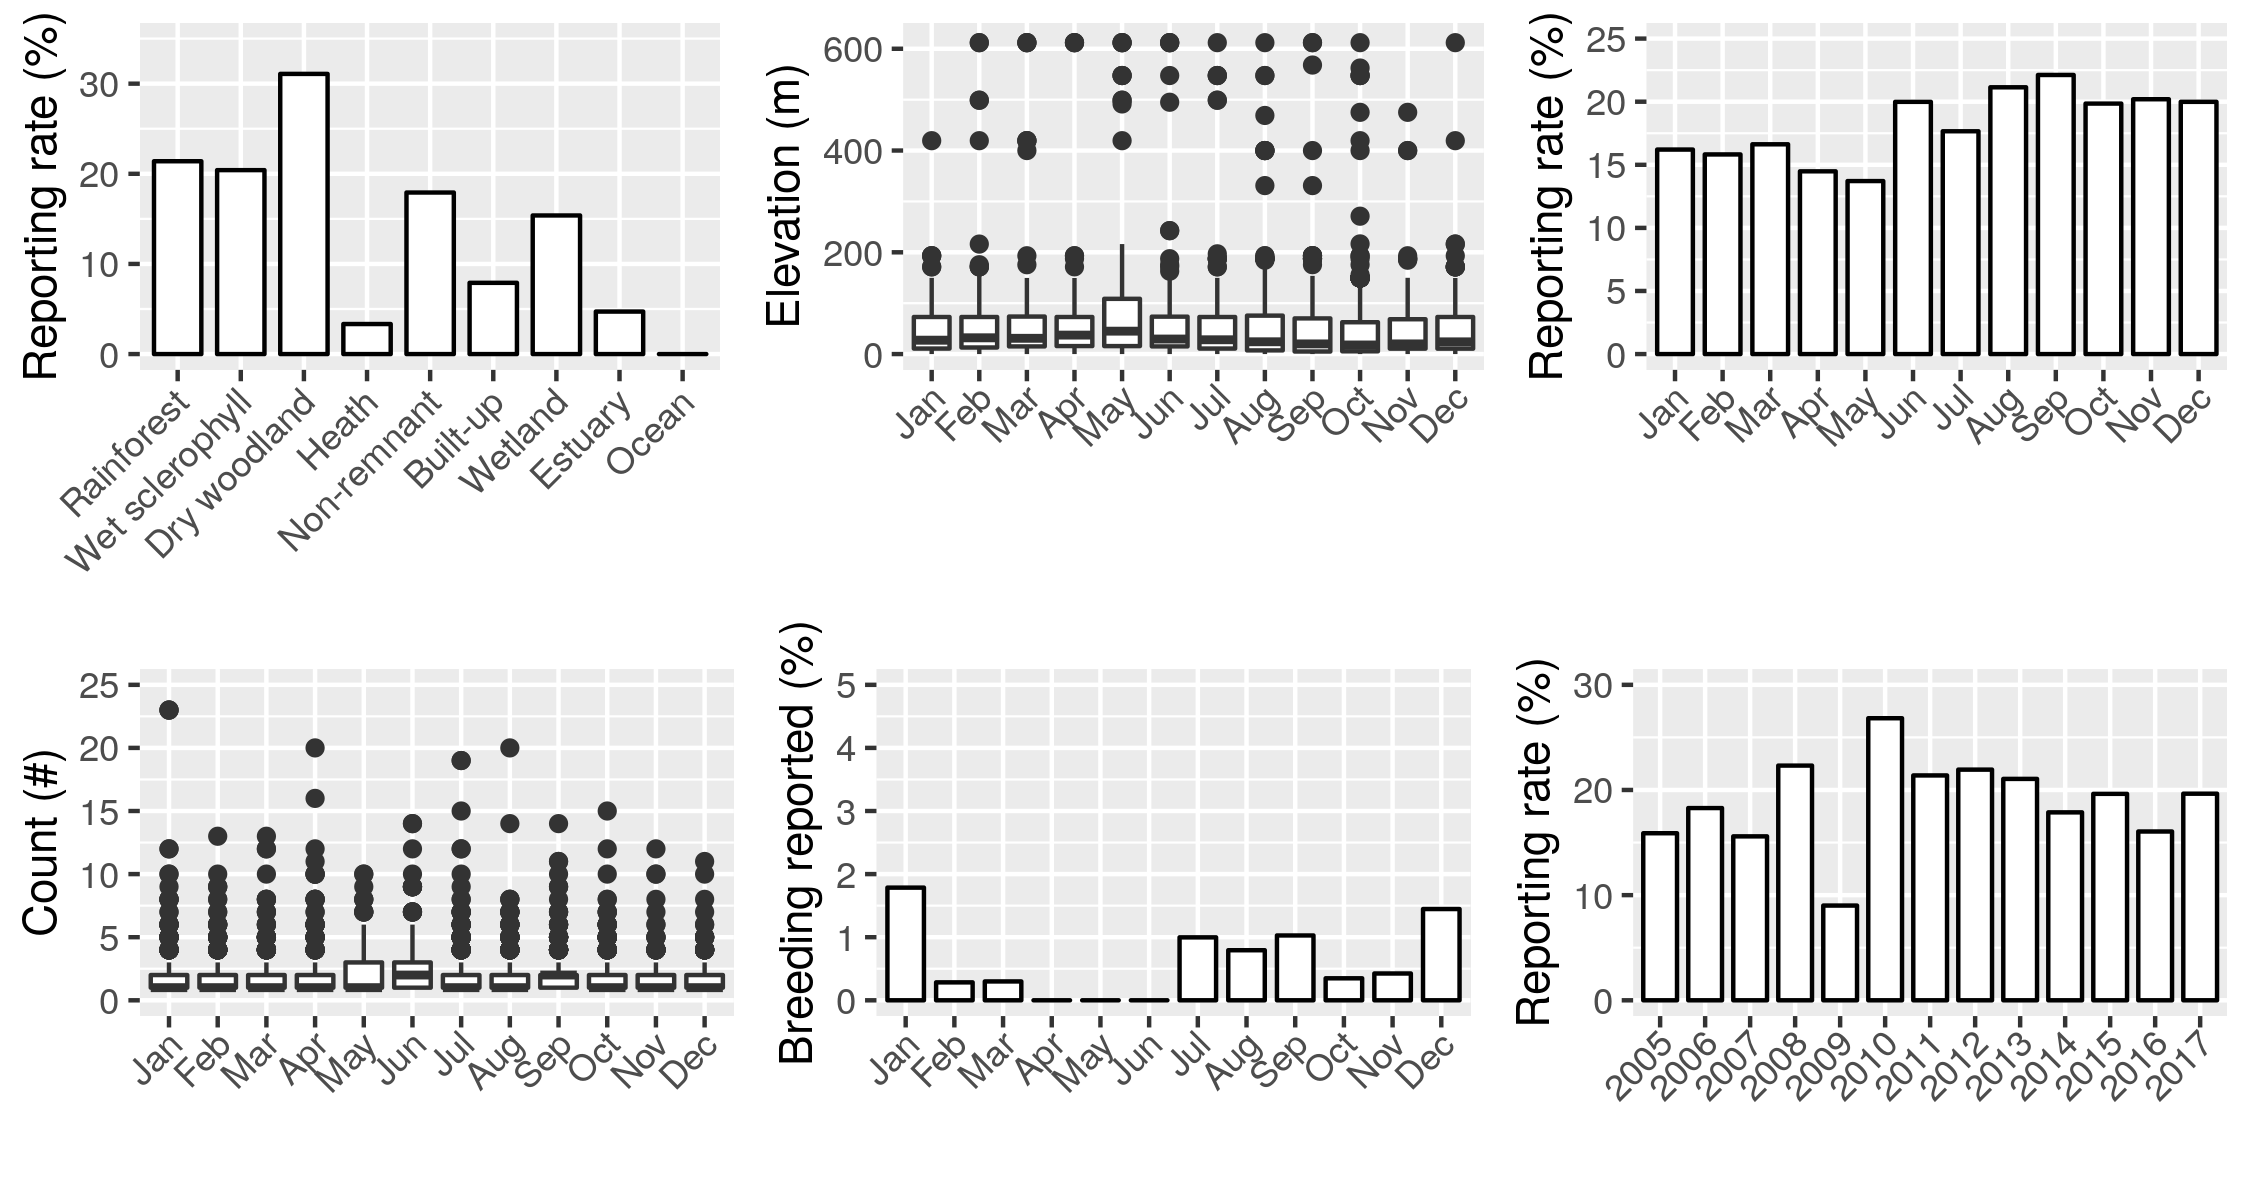 Reporting rate (%)
30
20
10
0
Rainforest
Wet sclerophyll
Dry woodland
Heath
Non-remnant
Built-up
Wetland
Estuary
Ocean
Elevation (m)
600
400
200
0
Jan
Feb
Mar
Apr
May
Jun
Jul
Aug
Sep
Oct
Nov
Dec
Reporting rate (%)
25
20
15
10
5
0
Jan
Feb
Mar
Apr
May
Jun
Jul
Aug
Sep
Oct
Nov
Dec
Count (#)
25
20
15
10
5
0
Jan
Feb
Mar
Apr
May
Jun
Jul
Aug
Sep
Oct
Nov
Dec
Breeding reported (%)
5
4
3
2
1
0
Jan
Feb
Mar
Apr
May
Jun
Jul
Aug
Sep
Oct
Nov
Dec
Reporting rate (%)
30
20
10
0
2005
2006
2007
2008
2009
2010
2011
2012
2013
2014
2015
2016
2017